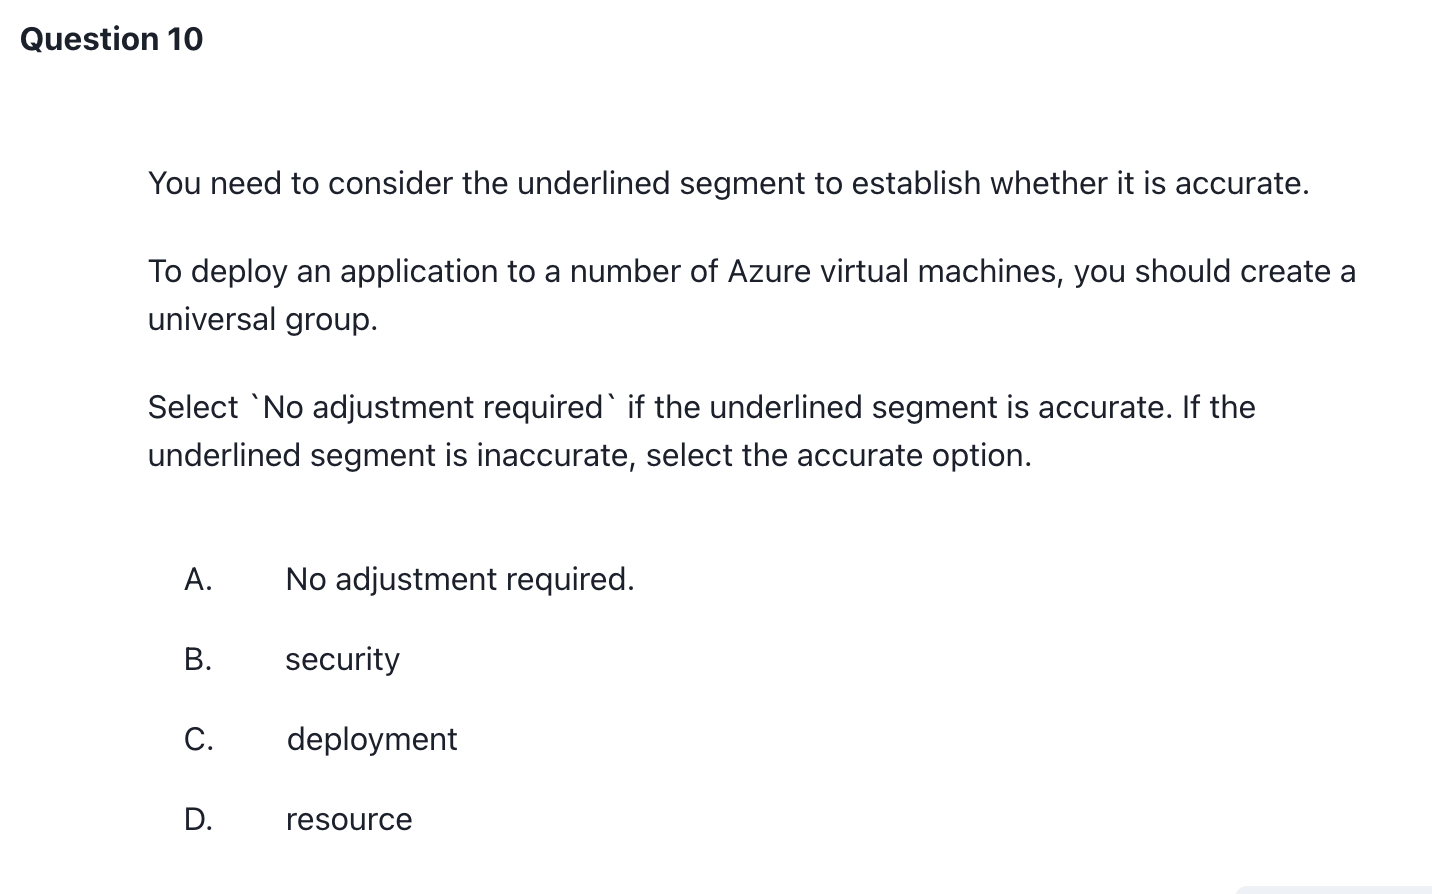 Question 10
You need to consider the underlined segment to establish whether it is accurate.
To deploy an application to a number of Azure virtual machines, you should create a
universal group.
Select `No adjustment required` if the underlined segment is accurate. If the
underlined segment is inaccurate, select the accurate option.
A. No adjustment required.
B. security
C. deployment
D. resource